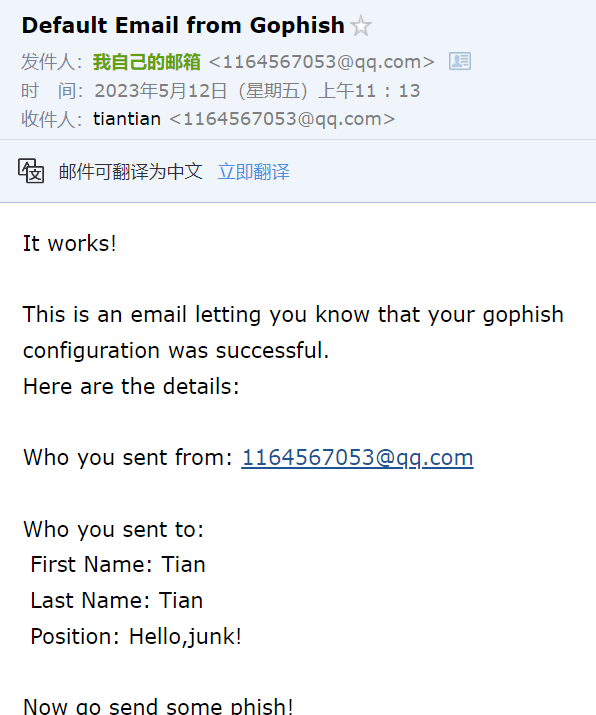 Default Email from Gophish
发件人：我自己的邮箱 <1164567053@qq.com>
时　间：2023年5月12日（星期五）上午11：13
收件人：tiantian <1164567053@qq.com>
邮件可翻译为中文 立即翻译
It works!
This is an email letting you know that your gophish
configuration was successful.
Here are the details:
Who you sent from: 1164567053@qq.com
Who you sent to:
First Name: Tian
Last Name: Tian
Position: Hello,junk!
Now go send some phish!